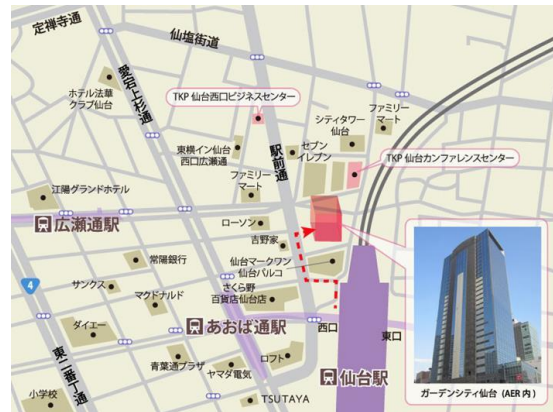 定禅寺通
仙塩街道
愛宕上杉通
ホテル法華
クラブ仙台
TKP 仙台西口ビジネスセンター
駅前通
シティタワー
仙台
ファミリー
マート
東横イン仙台
西口広瀬通
セブン
イレブン
TKP 仙台カンファレンスセンター
江陽グランドホテル
ファミリー
マート
広瀬通駅
ローソン
吉野家
常陽銀行
仙台マークワン
仙台パルコ
4
サンクス
マクドナルド
さくら野
百貨店仙台店
ダイエー
あおば通駅
西口
東口
東二番丁通
青葉通プラザ
ヤマダ電気
ロフト
仙台駅
小学校
TSUTAYA
ガーデンシティ仙台 (AER 内)